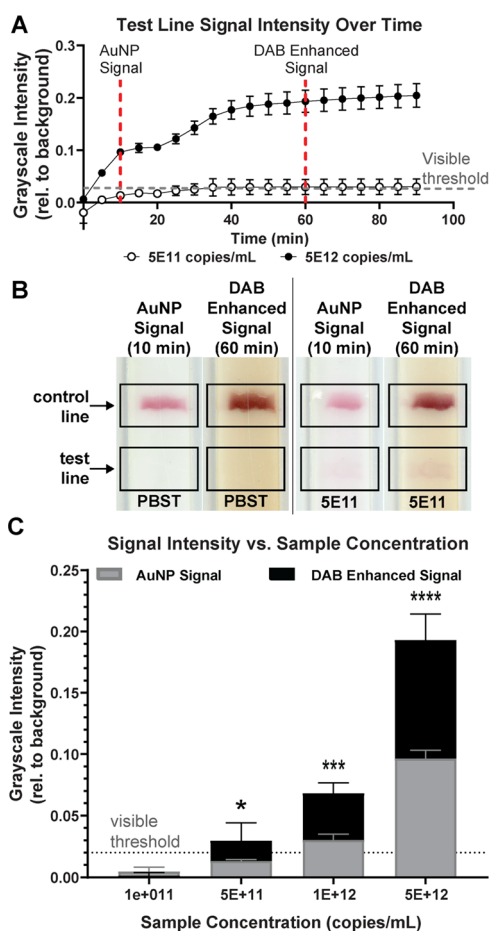 A
Test Line Signal Intensity Over Time
AuNP
Signal
DAB Enhanced
Signal
Grayscale Intensity
(rel. to background)
0.3
0.2
0.1
0.0
Visible
threshold
0
20
40
60
80
100
Time (min)
5E11 copies/mL
5E12 copies/mL
B
AuNP
Signal
(10 min)
DAB
Enhanced
Signal
(60 min)
AuNP
Signal
(10 min)
DAB
Enhanced
Signal
(60 min)
control
line
test
line
PBST
PBST
5E11
5E11
C
Signal Intensity vs. Sample Concentration
AuNP Signal
DAB Enhanced Signal
Grayscale Intensity
(rel. to background)
0.25
0.20
0.15
0.10
0.05
0.00
visible
threshold
*
***
****
1e+011
5E+11
1E+12
5E+12
Sample Concentration (copies/mL)